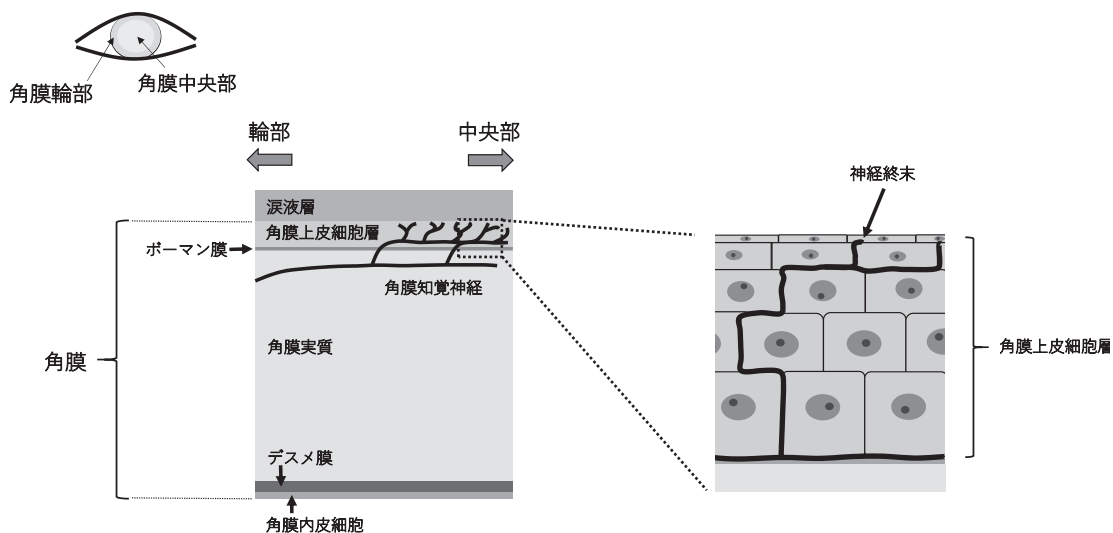 角膜輪部
角膜中央部
輪部
中央部
涙液層
角膜上皮細胞層
ボーマン膜
角膜知覚神経
角膜実質
角膜
デスメ膜
角膜内皮細胞
神経終末
角膜上皮細胞層